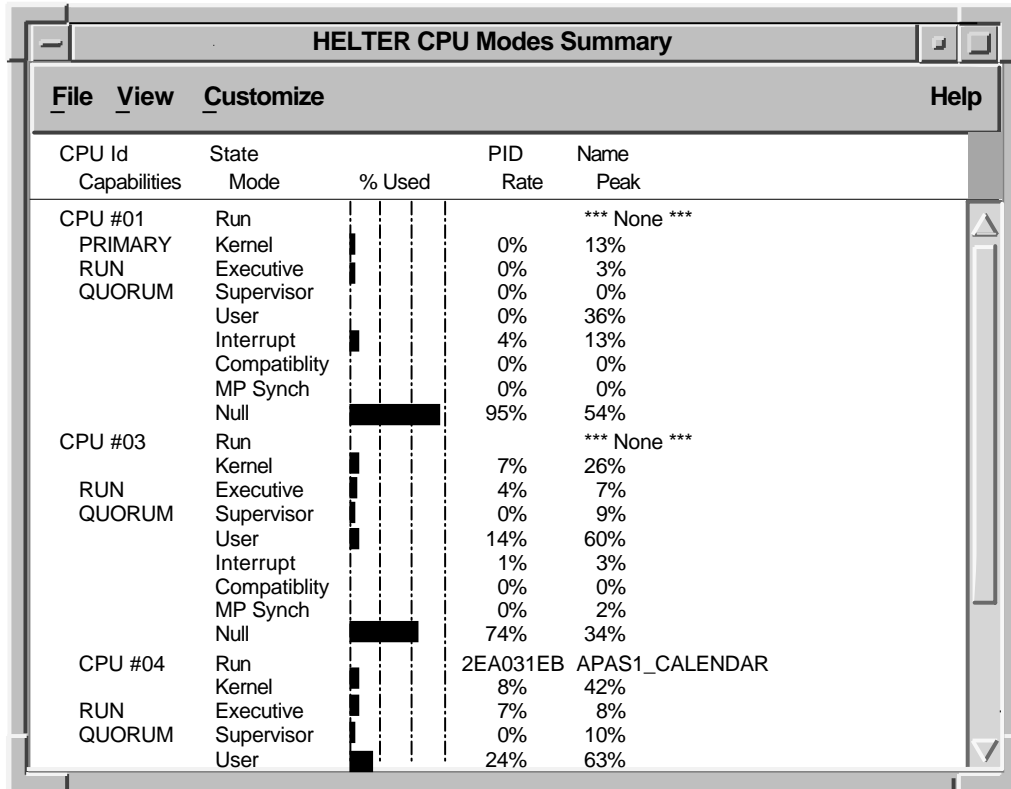 HELTER CPU Modes Summary
File View Customize Help
CPU Id State PID Name
Capabilities Mode % Used Rate Peak
CPU #01 Run *** None ***
PRIMARY Kernel 0% 13%
RUN Executive 0% 3%
QUORUM Supervisor 0% 0%
User 0% 36%
Interrupt 4% 13%
Compatiblity 0% 0%
MP Synch 0% 0%
Null 95% 54%
CPU #03 Run *** None ***
Kernel 7% 26%
RUN Executive 4% 7%
QUORUM Supervisor 0% 9%
User 14% 60%
Interrupt 1% 3%
Compatiblity 0% 0%
MP Synch 0% 2%
Null 74% 34%
CPU #04 Run 2EA031EB APAS1_CALENDAR
Kernel 8% 42%
RUN Executive 7% 8%
QUORUM Supervisor 0% 10%
User 24% 63%